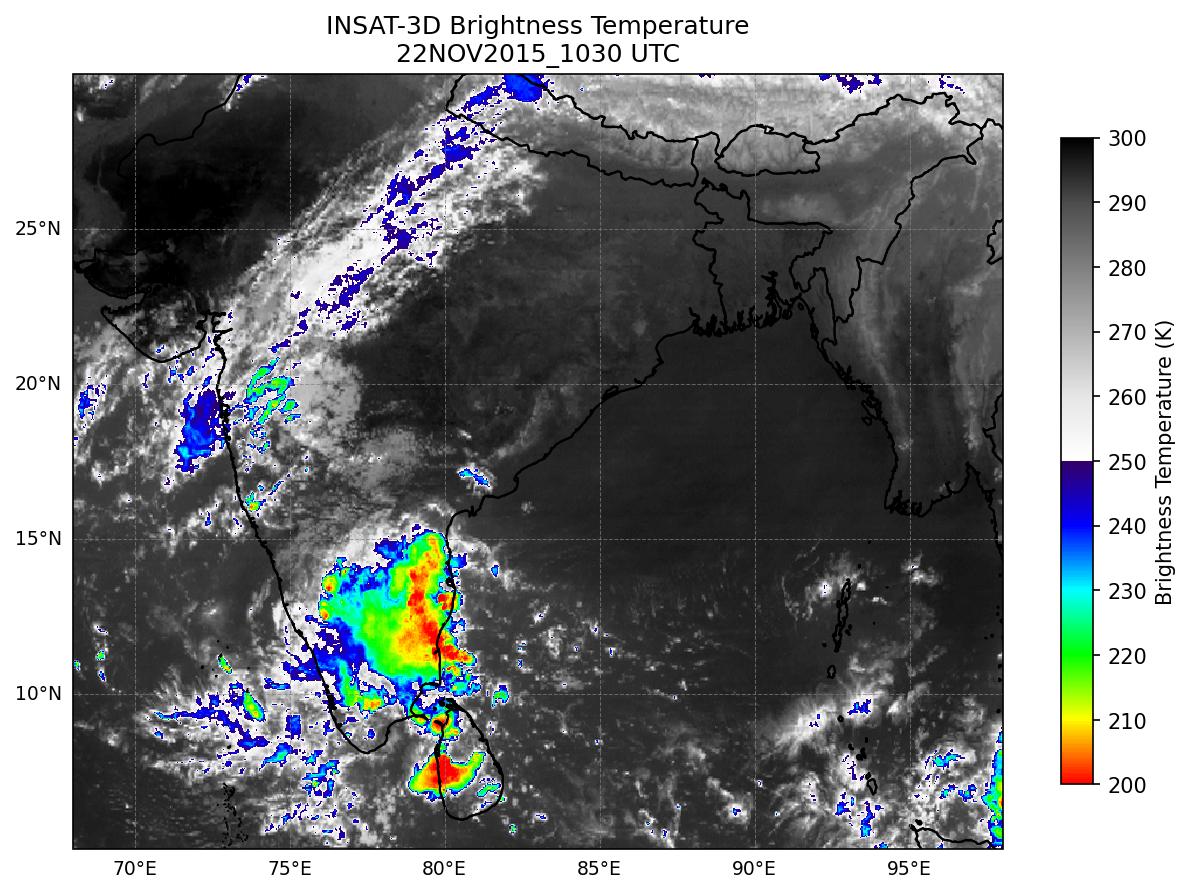 INSAT-3D Brightness Temperature
22NOV2015_1030 UTC
25°N
20°N
15°N
10°N
70°E
75°E
80°E
85°E
90°E
95°E
300
290
280
270
260
250
240
230
220
210
200
Brightness Temperature (K)